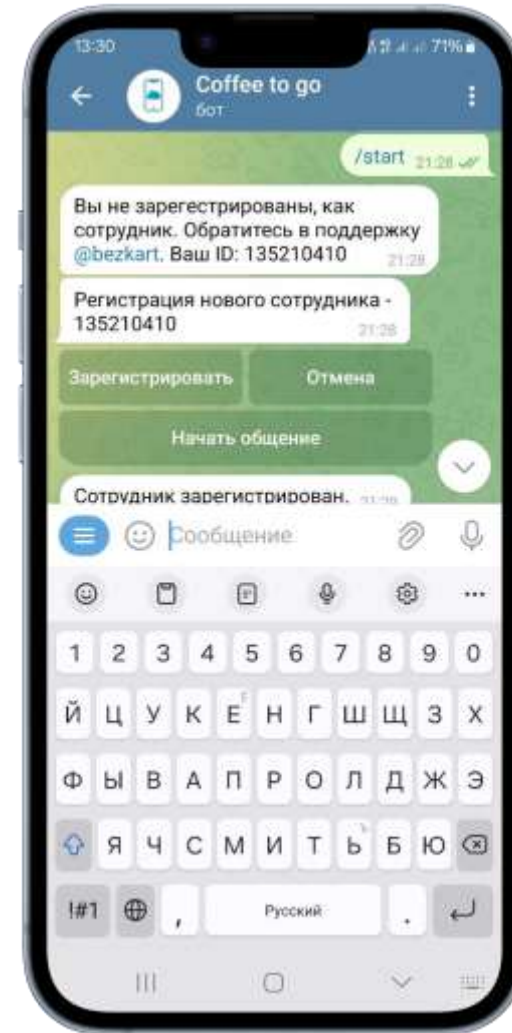 13:30
71%
Coffee to go
бот
/start 21:28
Вы не зарегестрированы, как
сотрудник. Обратитесь в поддержку
@bezkart. Ваш ID: 135210410 21:28
Регистрация нового сотрудника -
135210410 21:28
Зарегистрировать Отмена
Начать общение
Сотрудник зарегистрирован.
Сообщение
1 2 3 4 5 6 7 8 9 0
Й Ц У К Е Н Г Ш Щ З Х
Ф Ы В А П Р О Л Д Ж Э
Я Ч С М И Т Ь Б Ю
!#1 , Русский .